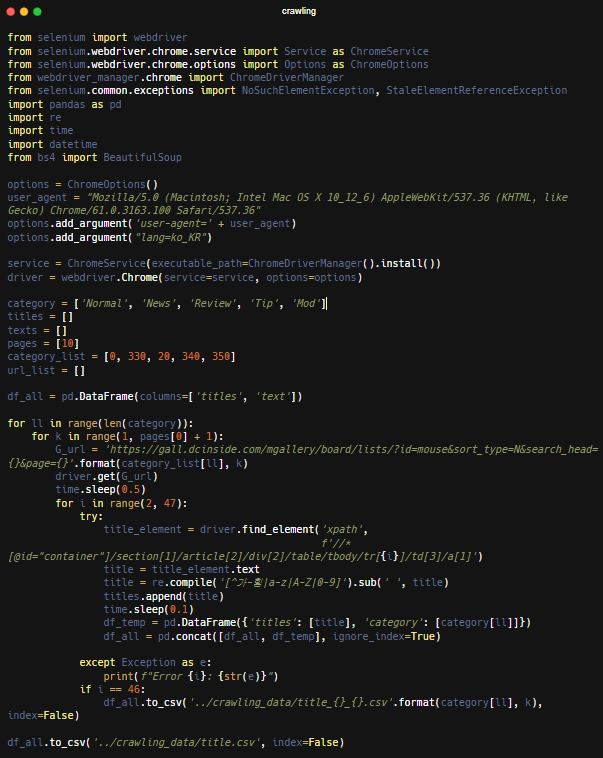 crawling
from selenium import webdriver
from selenium.webdriver.chrome.service import Service as ChromeService
from selenium.webdriver.chrome.options import Options as ChromeOptions
from webdriver_manager.chrome import ChromeDriverManager
from selenium.common.exceptions import NoSuchElementException, StaleElementReferenceException
import pandas as pd
import re
import time
import datetime
from bs4 import BeautifulSoup

options = ChromeOptions()
user_agent = "Mozilla/5.0 (Macintosh; Intel Mac OS X 10_12_6) AppleWebKit/537.36 (KHTML, like
Gecko) Chrome/61.0.3163.100 Safari/537.36"
options.add_argument('user-agent=' + user_agent)
options.add_argument("lang=ko_KR")

service = ChromeService(executable_path=ChromeDriverManager().install())
driver = webdriver.Chrome(service=service, options=options)

category = ['Normal', 'News', 'Review', 'Tip', 'Mod']
titles = []
texts = []
pages = [10]
category_list = [0, 330, 20, 340, 350]
url_list = []

df_all = pd.DataFrame(columns=['titles', 'text'])

for ll in range(len(category)):
    for k in range(1, pages[0] + 1):
        G_url = 'https://gall.dcinside.com/mgallery/board/lists/?id=mouse&sort_type=N&search_head=
{}&page={}'.format(category_list[ll], k)
        driver.get(G_url)
        time.sleep(0.5)
        for i in range(2, 47):
            try:
                title_element = driver.find_element('xpath',
                                                    f'//*
[@id="container"]/section[1]/article[2]/div[2]/table/tbody/tr[{i}]/td[3]/a[1]')
                title = title_element.text
                title = re.compile('[^가-힣|a-z|A-Z|0-9]').sub(' ', title)
                titles.append(title)
                time.sleep(0.1)
                df_temp = pd.DataFrame({'titles': [title], 'category': [category[ll]]})
                df_all = pd.concat([df_all, df_temp], ignore_index=True)

            except Exception as e:
                print(f"Error {i}: {str(e)}")
            if i == 46:
                df_all.to_csv('../crawling_data/title_{}_{}.csv'.format(category[ll], k),
index=False)

df_all.to_csv('../crawling_data/title.csv', index=False)